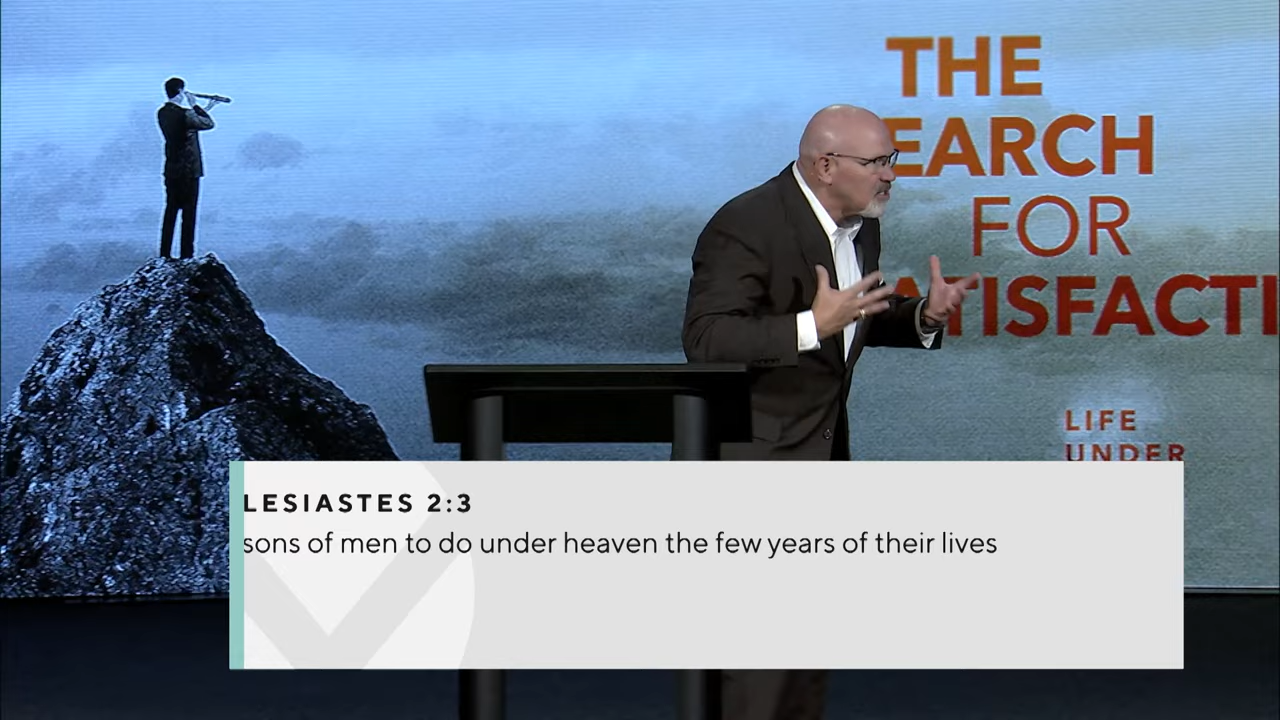 THE
EARCH
FOR
ATISFACTI
LIFE
UNDER
LESIASTES 2:3
sons of men to do under heaven the few years of their lives